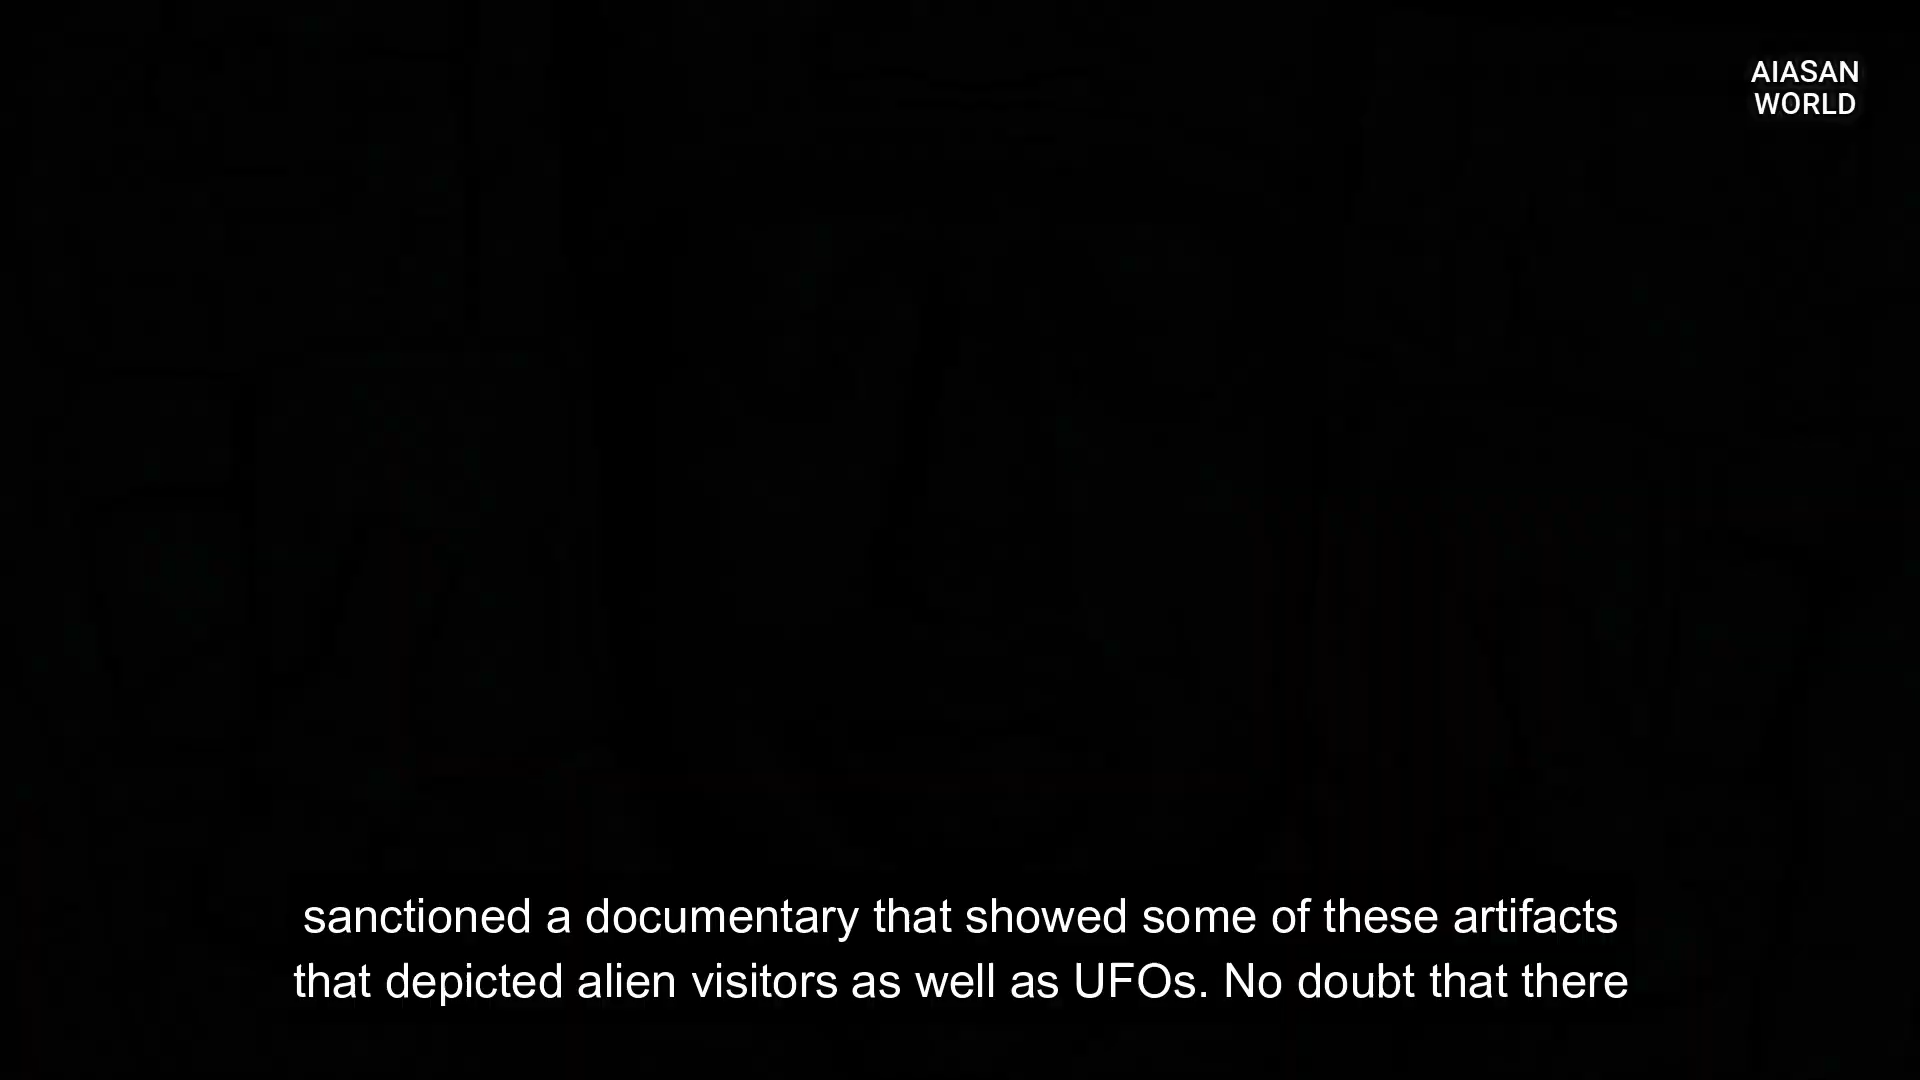 AIASAN
WORLD
sanctioned a documentary that showed some of these artifacts
that depicted alien visitors as well as UFOs. No doubt that there